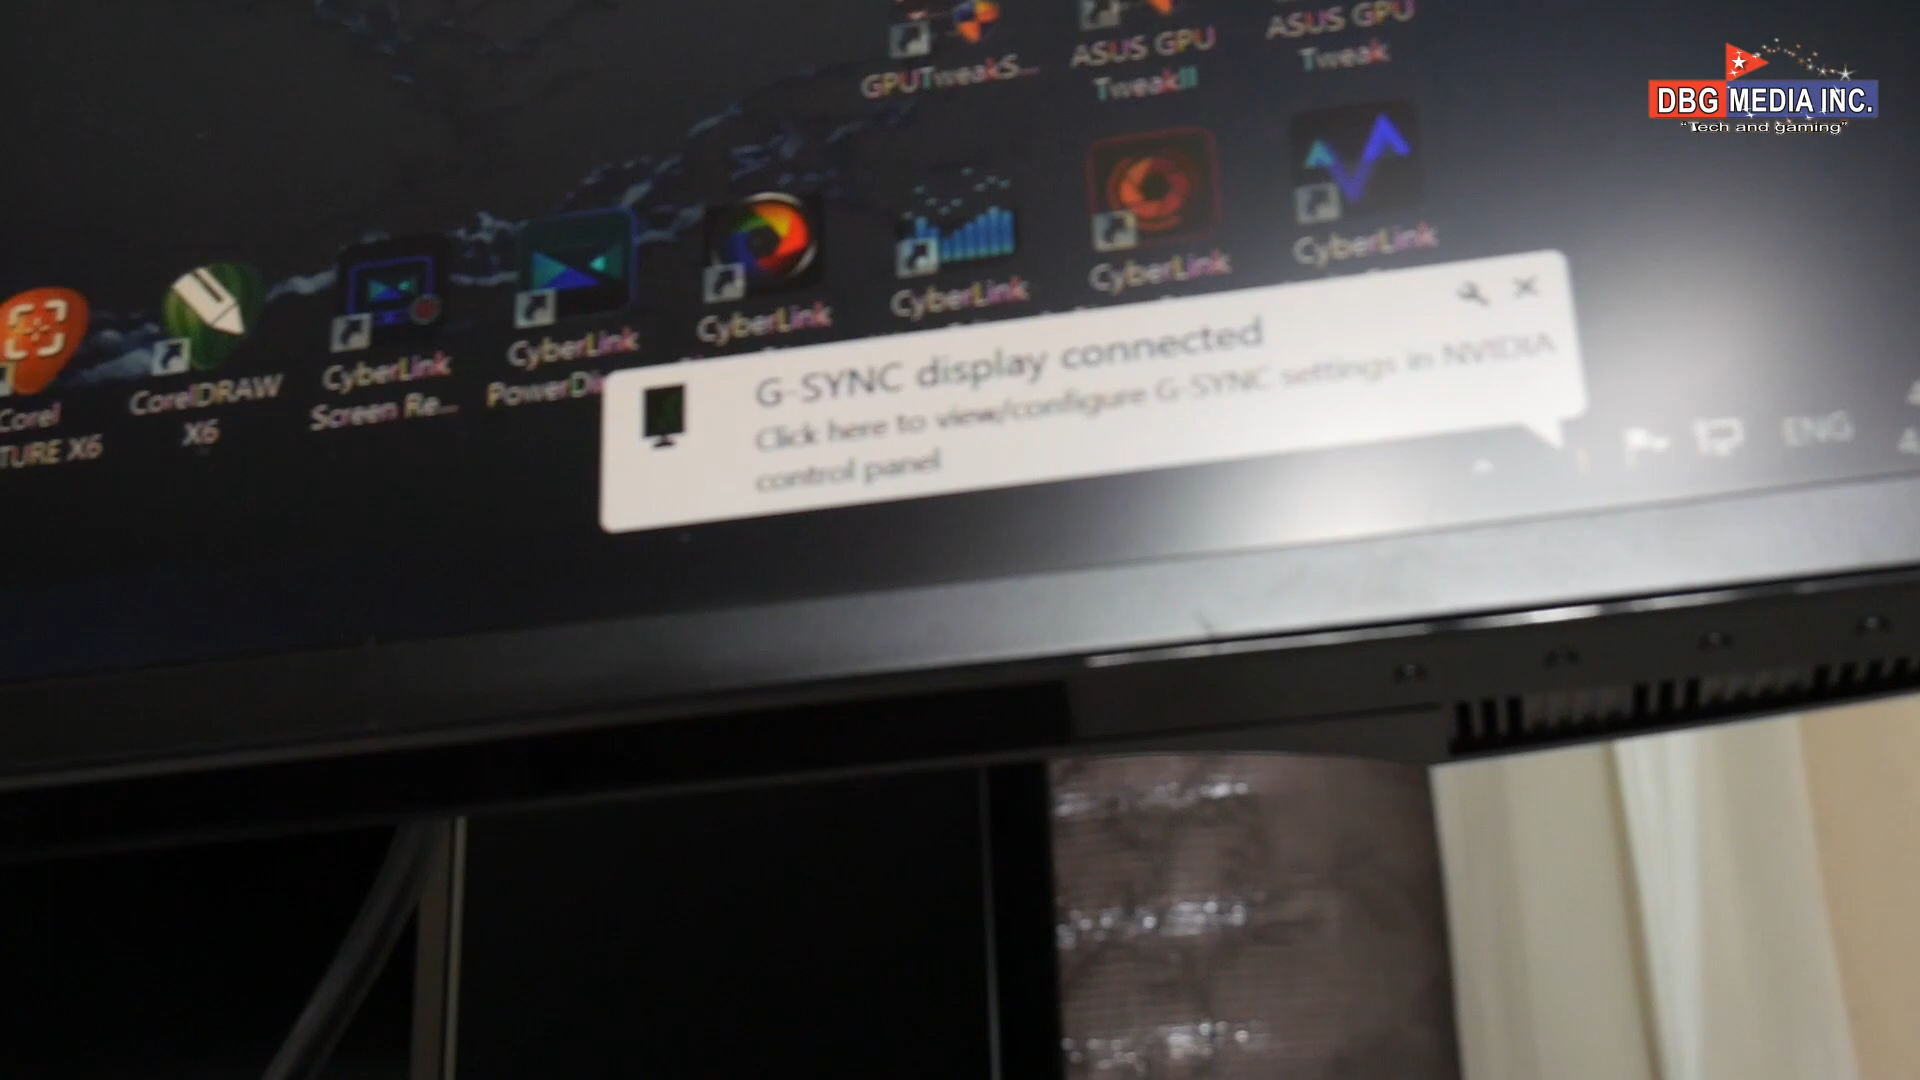 DBG MEDIA INC.
"Tech and gaming"
GPUTweakS...
ASUS GPU
TweakII
ASUS GPU
Tweak
Corel
TURE X6
CorelDRAW
X6
CyberLink
Screen Re...
CyberLink
PowerDi
CyberLink
CyberLink
CyberLink
CyberLink
G-SYNC display connected
Click here to view/configure G-SYNC settings in NVIDIA
control panel
ENG